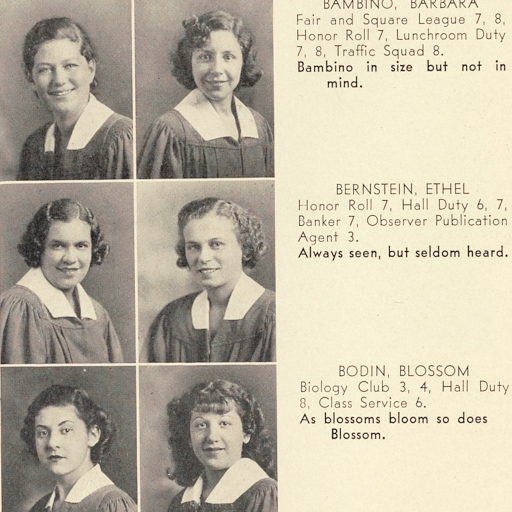 BAMBINO, BARBARA
Fair and Square League 7, 8,
Honor Roll 7, Lunchroom Duty
7, 8, Traffic Squad 8.
Bambino in size but not in
mind.
BERNSTEIN, ETHEL
Honor Roll 7, Hall Duty 6, 7,
Banker 7, Observer Publication
Agent 3.
Always seen, but seldom heard.
BODIN, BLOSSOM
Biology Club 3, 4, Hall Duty
8, Class Service 6.
As blossoms bloom so does
Blossom.